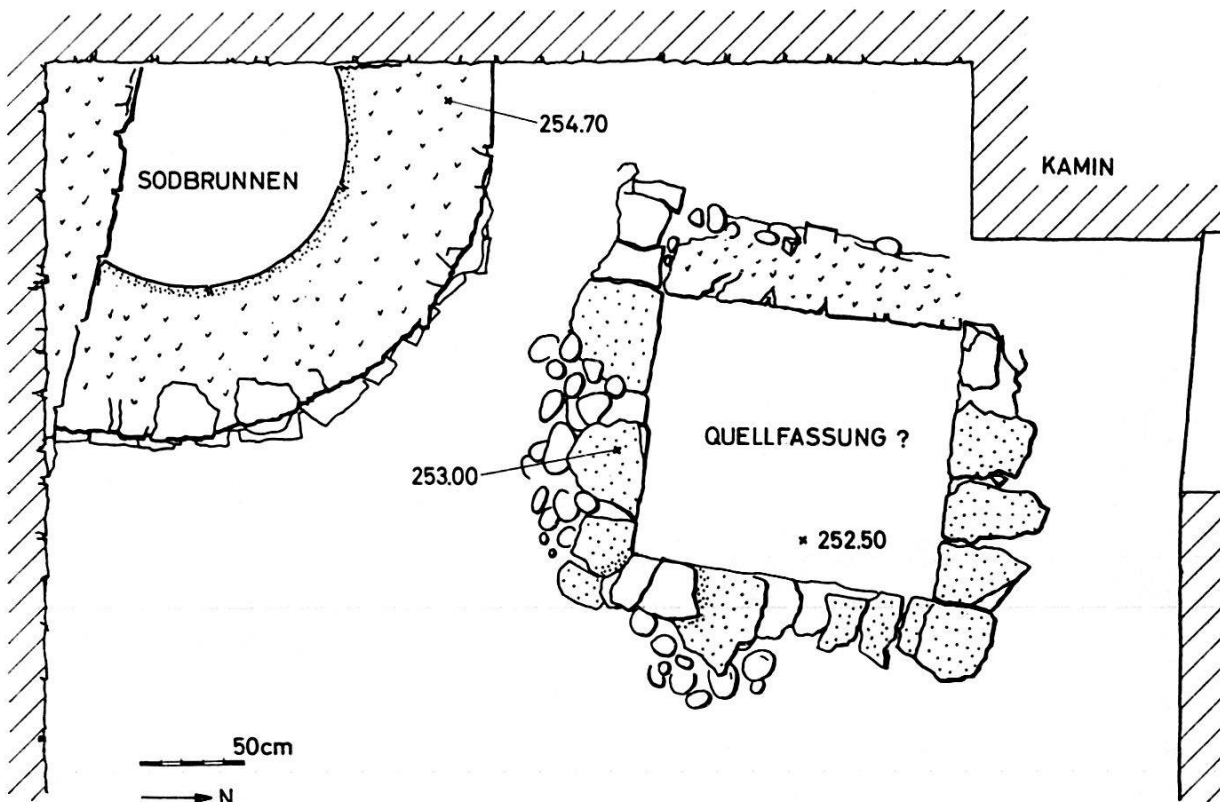 254.70
KAMIN
SODBRUNNEN
QUELLFASSUNG ?
253.00
252.50
50cm
N